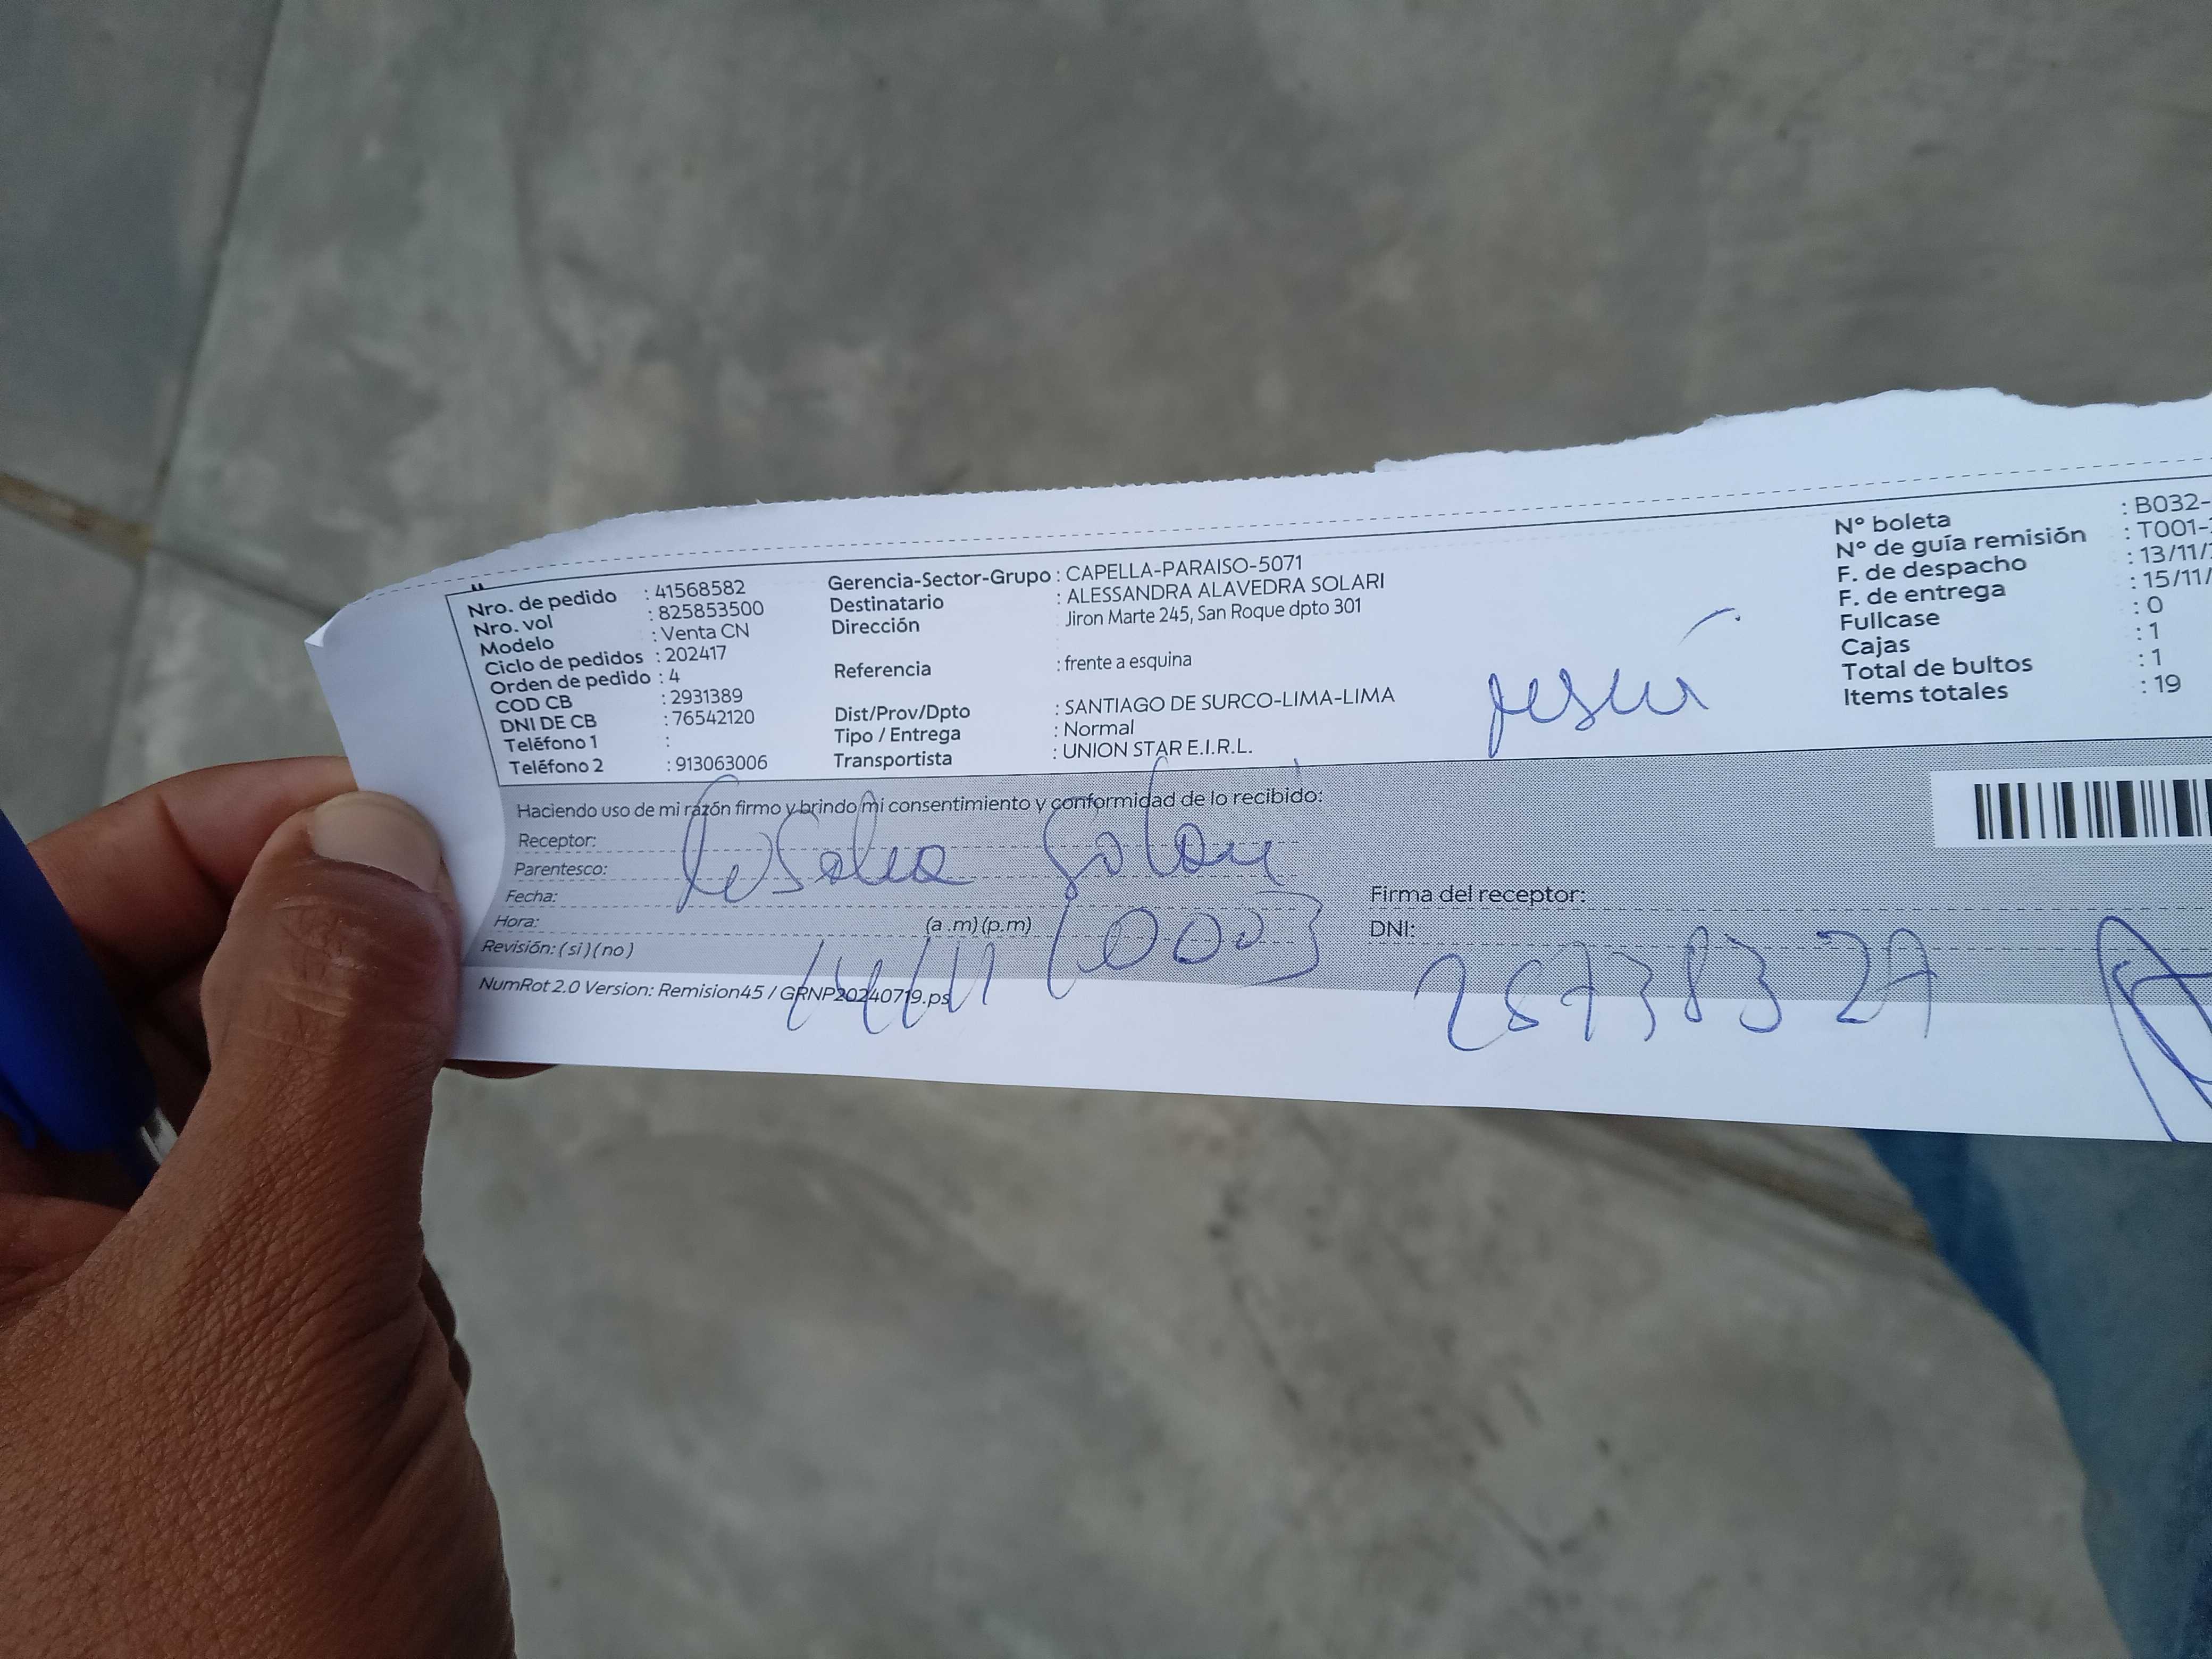 Nro. de pedido : 41568582
Nro. vol : 825853500
Modelo : Venta CN
Ciclo de pedidos : 202417
Orden de pedido : 4
COD CB : 2931389
DNI DE CB : 76542120
Teléfono 1 :
Teléfono 2 : 913063006
Gerencia-Sector-Grupo : CAPELLA-PARAISO-5071
Destinatario : ALESSANDRA ALAVEDRA SOLARI
Dirección Jiron Marte 245, San Roque dpto 301
Referencia : frente a esquina
Dist/Prov/Dpto : SANTIAGO DE SURCO-LIMA-LIMA
Tipo / Entrega : Normal
Transportista : UNION STAR E.I.R.L.
N° boleta : B032-
N° de guía remisión : T001-
F. de despacho : 13/11/
F. de entrega : 15/11/
Fullcase : 0
Cajas : 1
Total de bultos : 1
Items totales : 19
Haciendo uso de mi razón firmo y brindo mi consentimiento y conformidad de lo recibido:
Receptor:
Parentesco:
Solari
Fecha:
Hora: (a .m) (p.m)
Revisión: ( si ) ( no )
14/11
Firma del receptor:
DNI:
NumRot 2.0 Version: Remision45 / GRNP20240719.ps